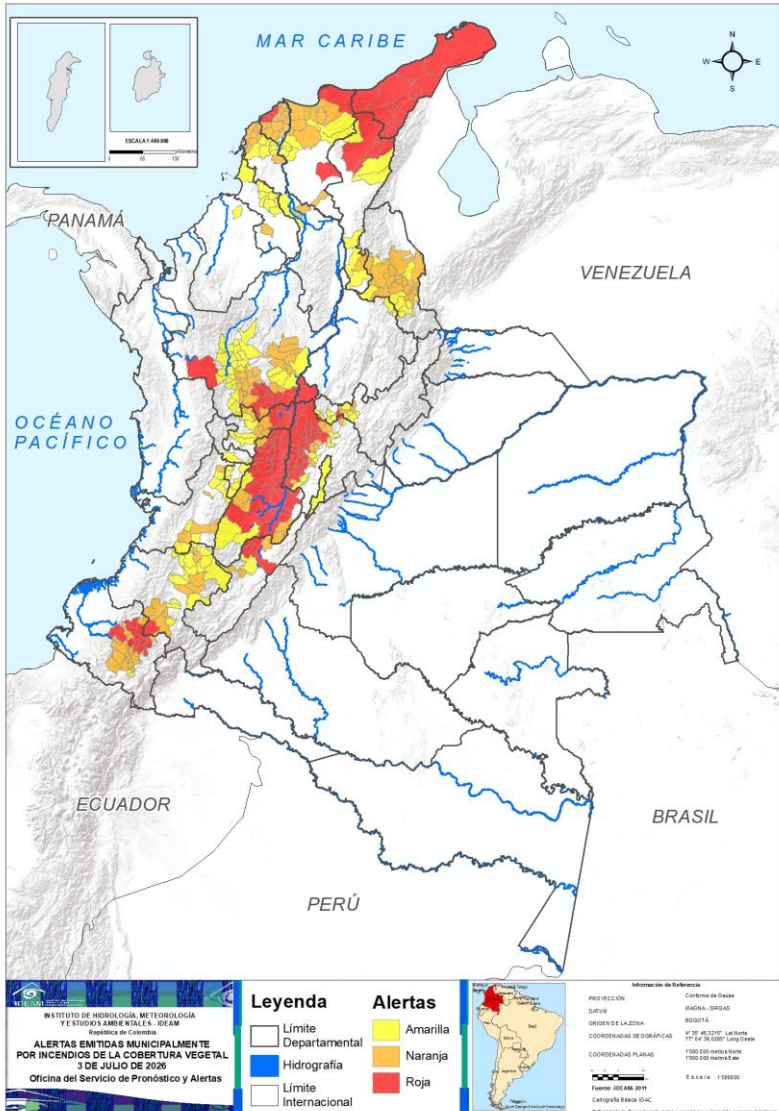 MAR CARIBE
N
W
E
S
ESCALA 1:400.000
PANAMÁ
VENEZUELA
OCÉANO
PACÍFICO
ECUADOR
BRASIL
PERÚ
IDEAM
INSTITUTO DE HIDROLOGÍA, METEOROLOGÍA
Y ESTUDIOS AMBIENTALES - IDEAM
República de Colombia
ALERTAS EMITIDAS MUNICIPALMENTE
POR INCENDIOS DE LA COBERTURA VEGETAL
3 DE JULIO DE 2026
Oficina del Servicio de Pronóstico y Alertas
Leyenda
Límite
Departamental
Hidrografía
Límite
Internacional
Alertas
Amarilla
Naranja
Roja
Información de Referencia
PROYECCIÓN
Conforme de Gauss
DATUM
MAGNA - SIRGAS
ORIGEN DE LA ZONA
BOGOTÁ
COORDENADAS GEOGRÁFICAS
COORDENADAS PLANAS
1'000.000 metros Norte
1'000.000 metros Este
Escala 1:500000
Fuente: IDEAM 2011
Cartografía Básica IGAC